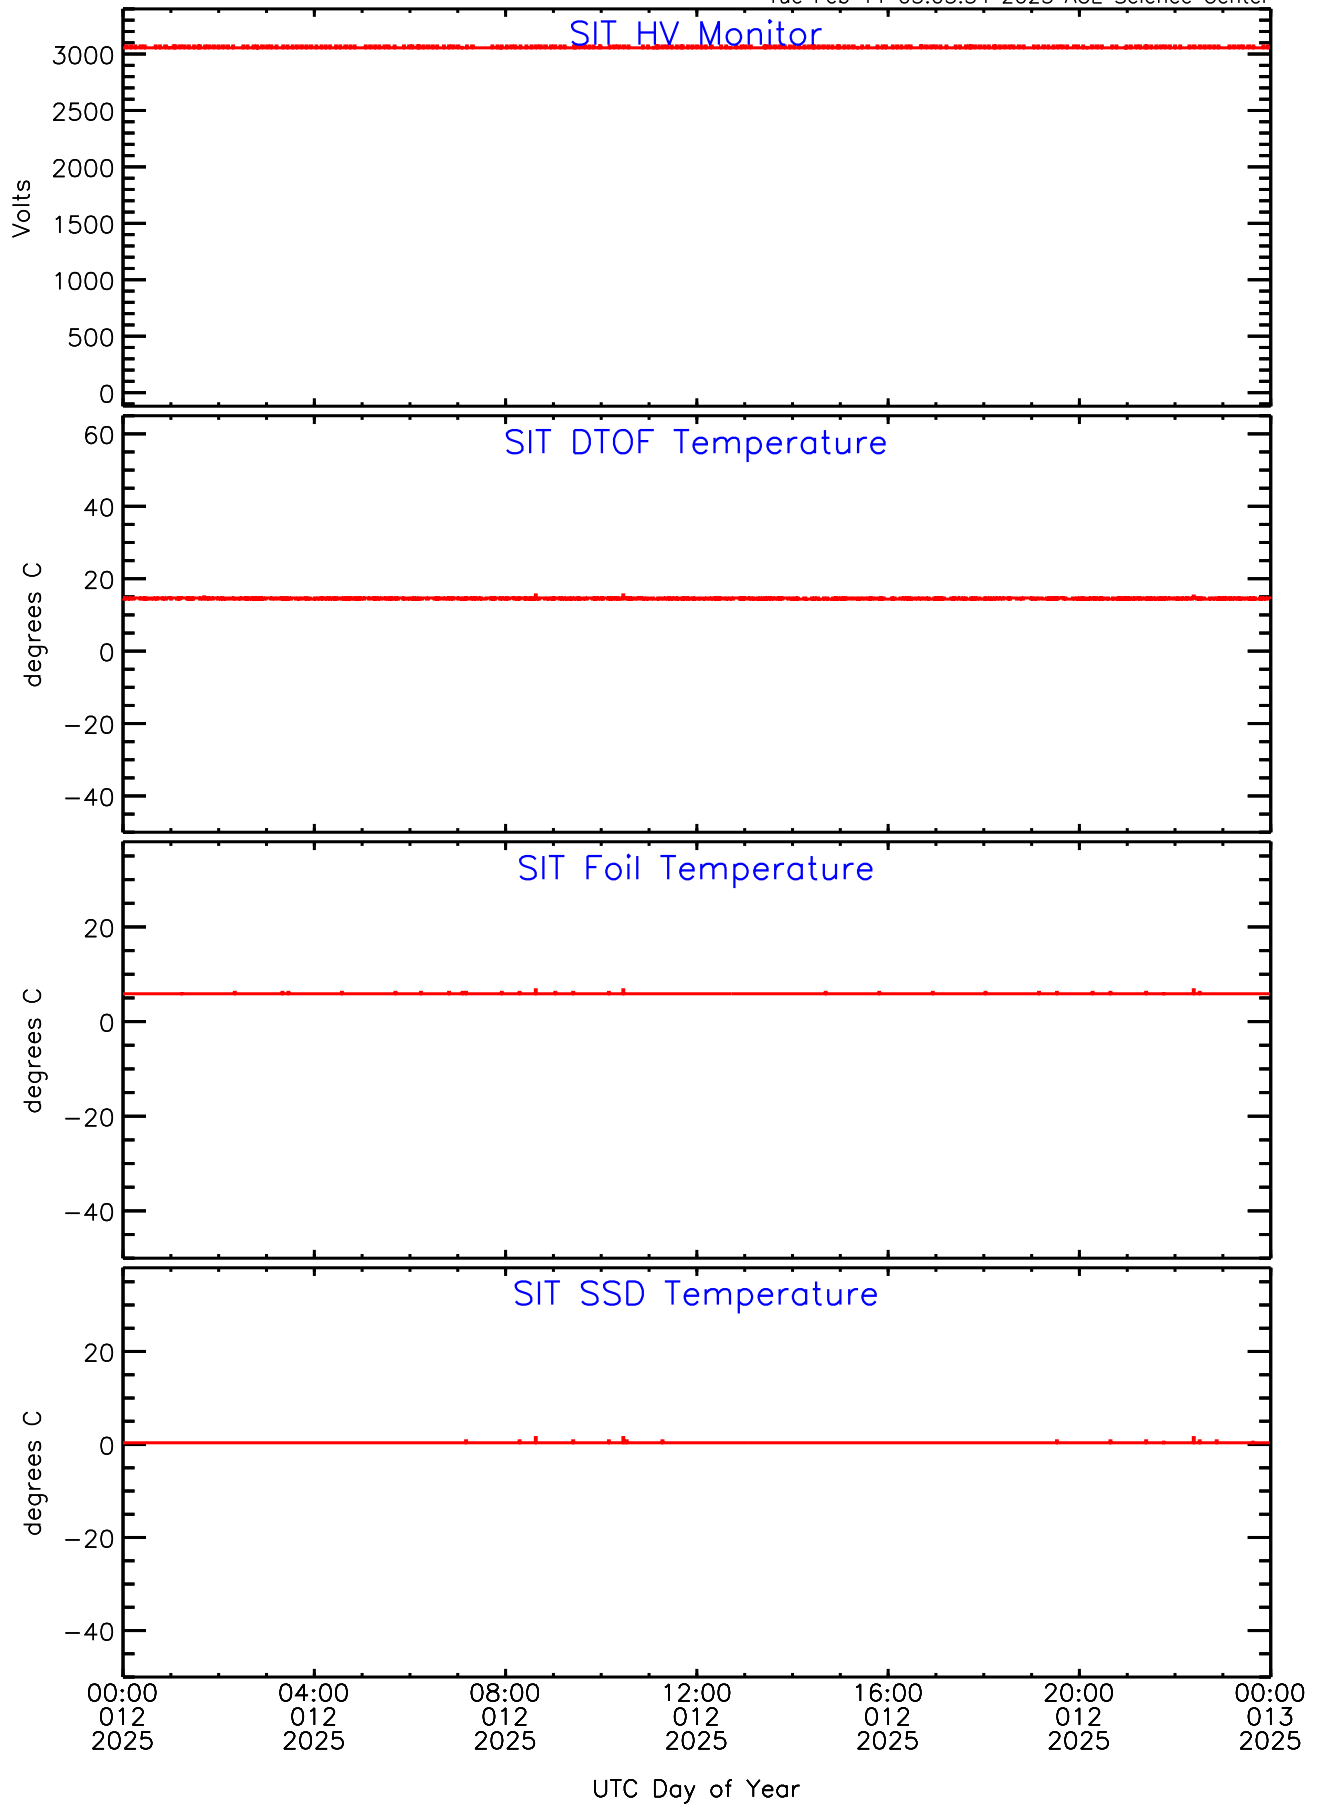 SIT HV Monitor
3000
2500
2000
1500
1000
500
0
Volts
SIT DTOF Temperature
60
40
20
0
−20
−40
degrees C
SIT Foil Temperature
20
0
−20
−40
degrees C
SIT SSD Temperature
20
0
−20
−40
degrees C
00:00 04:00 08:00 12:00 16:00 20:00 00:00
012 012 012 012 012 012 013
2025 2025 2025 2025 2025 2025 2025
UTC Day of Year